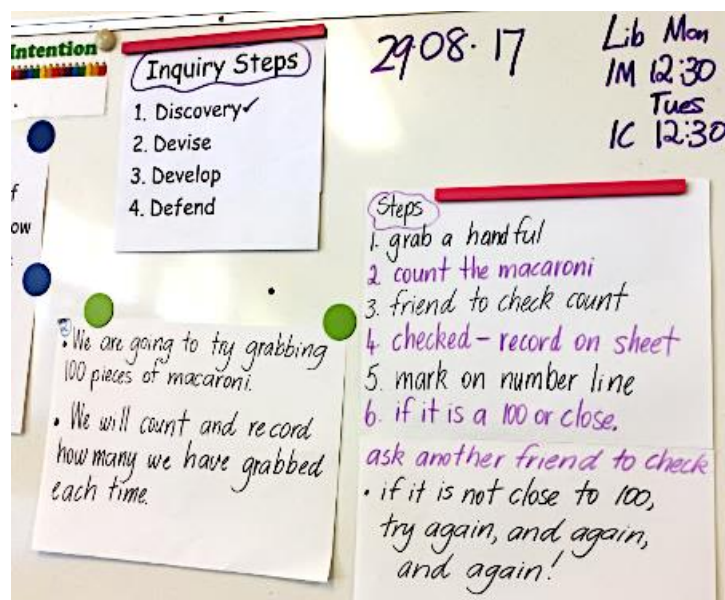 Intention
f
ow
Inquiry Steps
1. Discovery✓
2. Devise
3. Develop
4. Defend
29.08.17
Lib Mon
1M 12:30
Tues
1C 12:30
• We are going to try grabbing
100 pieces of macaroni.
• We will count and record
how many we have grabbed
each time.
Steps
1. grab a handful
2. count the macaroni
3. friend to check count
4. checked – record on sheet
5. mark on number line
6. if it is a 100 or close.
ask another friend to check
• if it is not close to 100,
try again, and again,
and again!